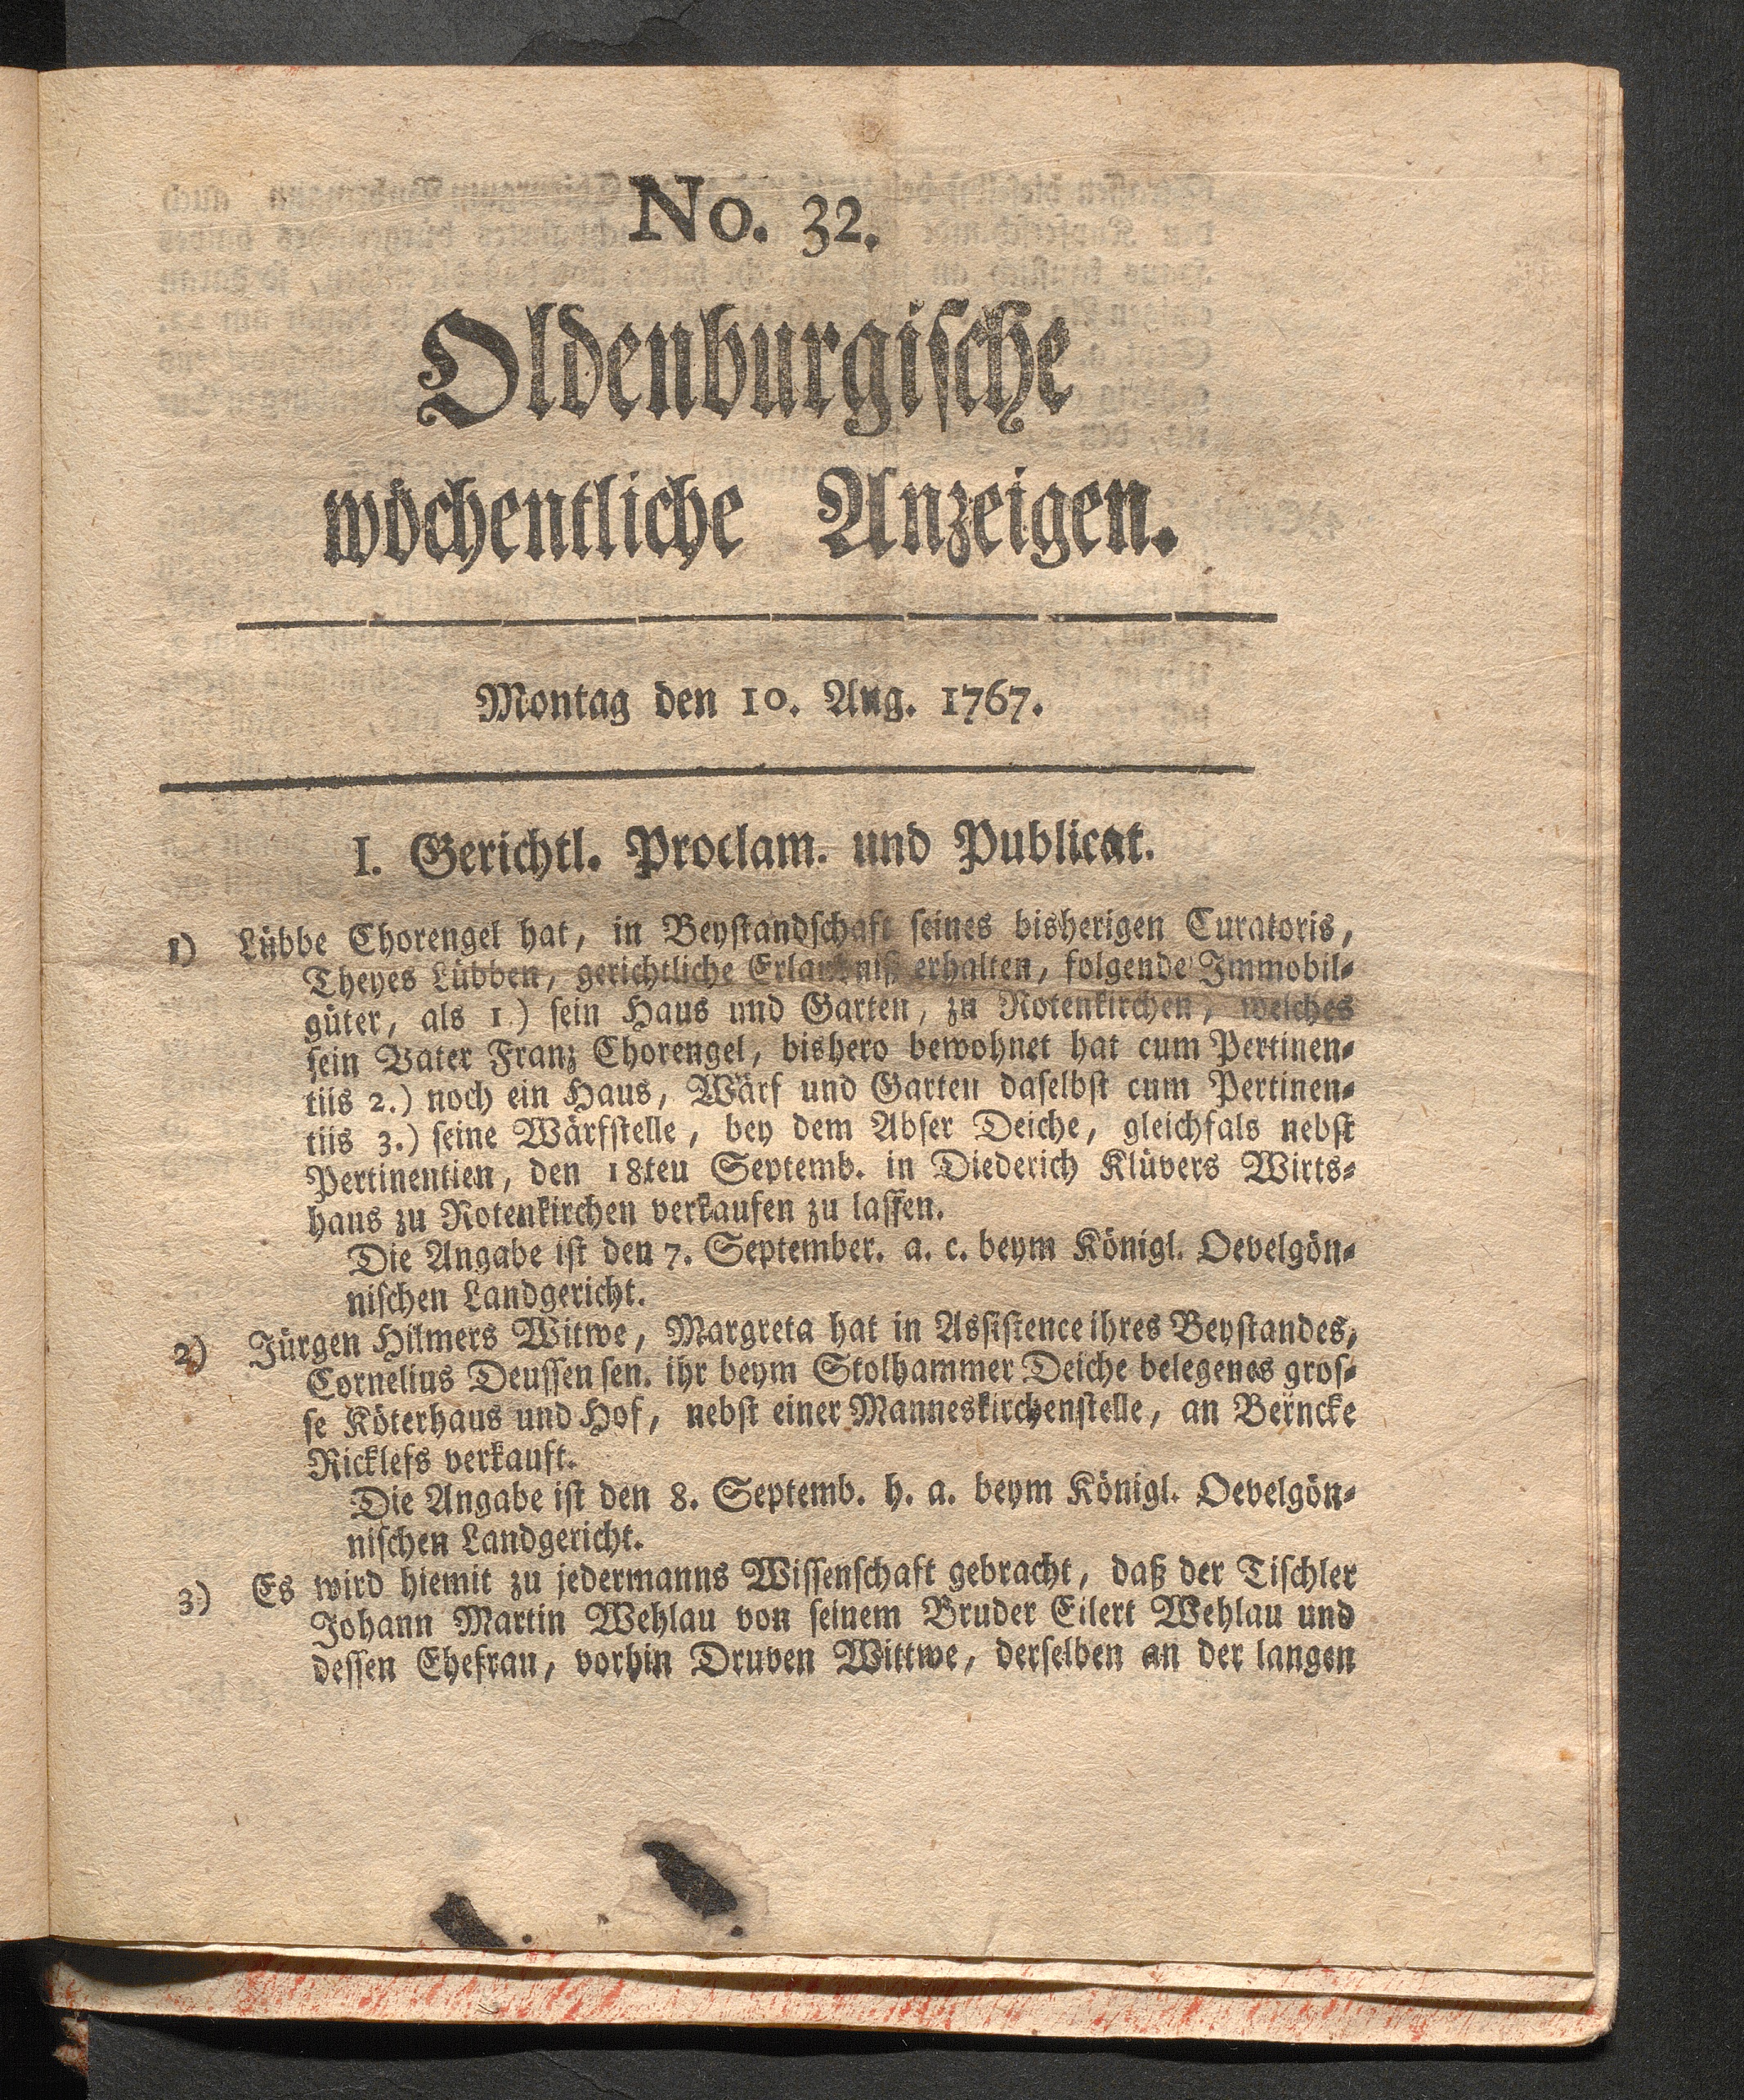 No. 32.
Oldenburgische
wöchentliche Anzeigen.
Montag den 10. Aug. 1767.
I. Gerichtl. Proclam. und Publicat.
1) Lübbe Chorengel hat, in Beystandschaft seines bisherigen Curatoris,
Theyes Lübben, gerichtliche Erlaubniß erhalten, folgende Immobil-
güter, als 1.) sein Haus und Garten, zu Rotenkirchen, welches
sein Vater Franz Chorengel, bishero bewohnet hat cum Pertinen-
tiis 2.) noch ein Haus, Wärf und Garten daselbst cum Pertinen-
tiis 3.) seine Wärfstelle, bey dem Abser Deiche, gleichfals nebst
Pertinentien, den 18teu Septemb. in Diederich Klüvers Wirts-
haus zu Rotenkirchen verkaufen zu lassen.
Die Angabe ist den 7. September. a. c. beym Königl. Oevelgön-
nischen Landgericht.
2) Jürgen Hilmers Witwe, Margreta hat in Assistence ihres Beystandes,
Cornelius Deussen sen. ihr beym Stolhammer Deiche belegenes gros-
se Köterhaus und Hof, nebst einer Manneskirchenstelle, an Berncke
Ricklefs verkauft.
Die Angabe ist den 8. Septemb. h. a. beym Königl. Oevelgön-
nischen Landgericht.
3.) Es wird hiemit zu jedermanns Wissenschaft gebracht, daß der Tischler
Johann Martin Wehlau von seinem Bruder Eilert Wehlau und
dessen Ehefrau, vorhin Druven Wittwe, derselben an der langen